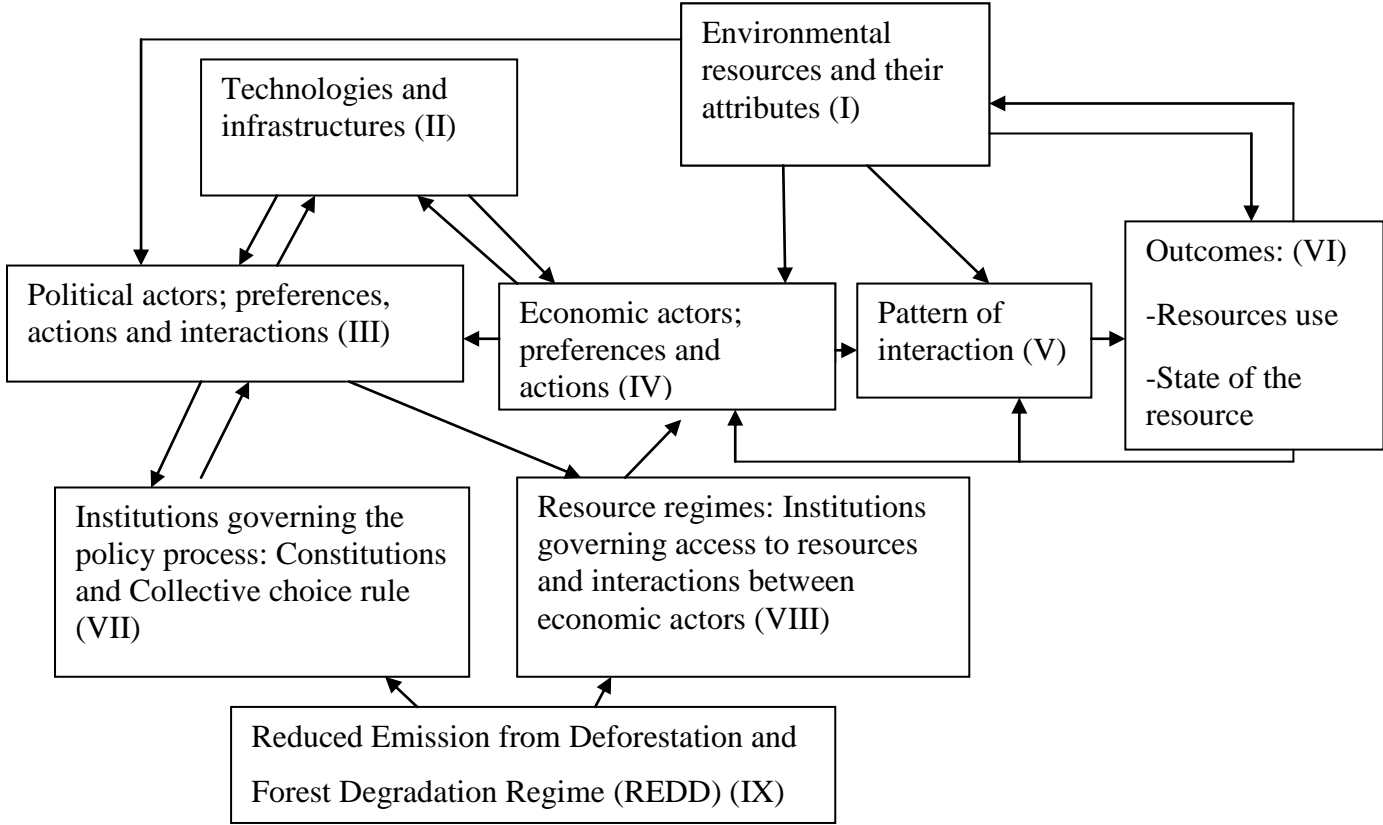 Environmental
resources and their
attributes (I)
Technologies and
infrastructures (II)
Political actors; preferences,
actions and interactions (III)
Economic actors;
preferences and
actions (IV)
Pattern of
interaction (V)
Outcomes: (VI)
-Resources use
-State of the
resource
Institutions governing the
policy process: Constitutions
and Collective choice rule
(VII)
Resource regimes: Institutions
governing access to resources
and interactions between
economic actors (VIII)
Reduced Emission from Deforestation and
Forest Degradation Regime (REDD) (IX)